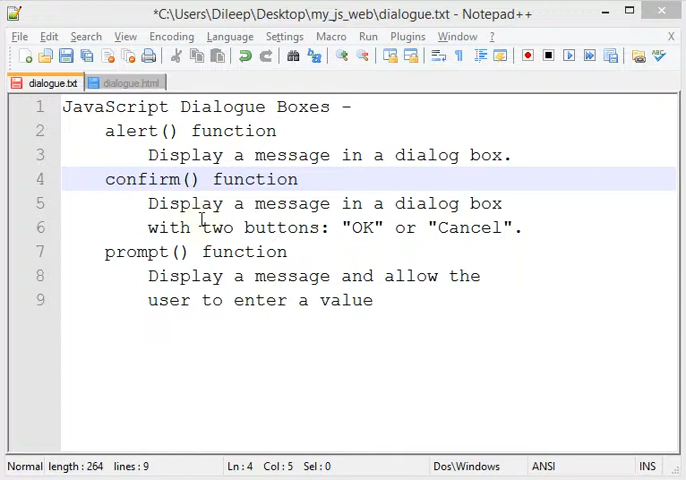 *C:\Users\Dileep\Desktop\my_js_web\dialogue.txt - Notepad++
File Edit Search View Encoding Language Settings Macro Run Plugins Window ? X
dialogue.txt dialogue.html
1 JavaScript Dialogue Boxes -
2 alert() function
3 Display a message in a dialog box.
4 confirm() function
5 Display a message in a dialog box
6 with two buttons: "OK" or "Cancel".
7 prompt() function
8 Display a message and allow the
9 user to enter a value
Normal length : 264 lines : 9 Ln : 4 Col : 5 Sel : 0 Dos\Windows ANSI INS